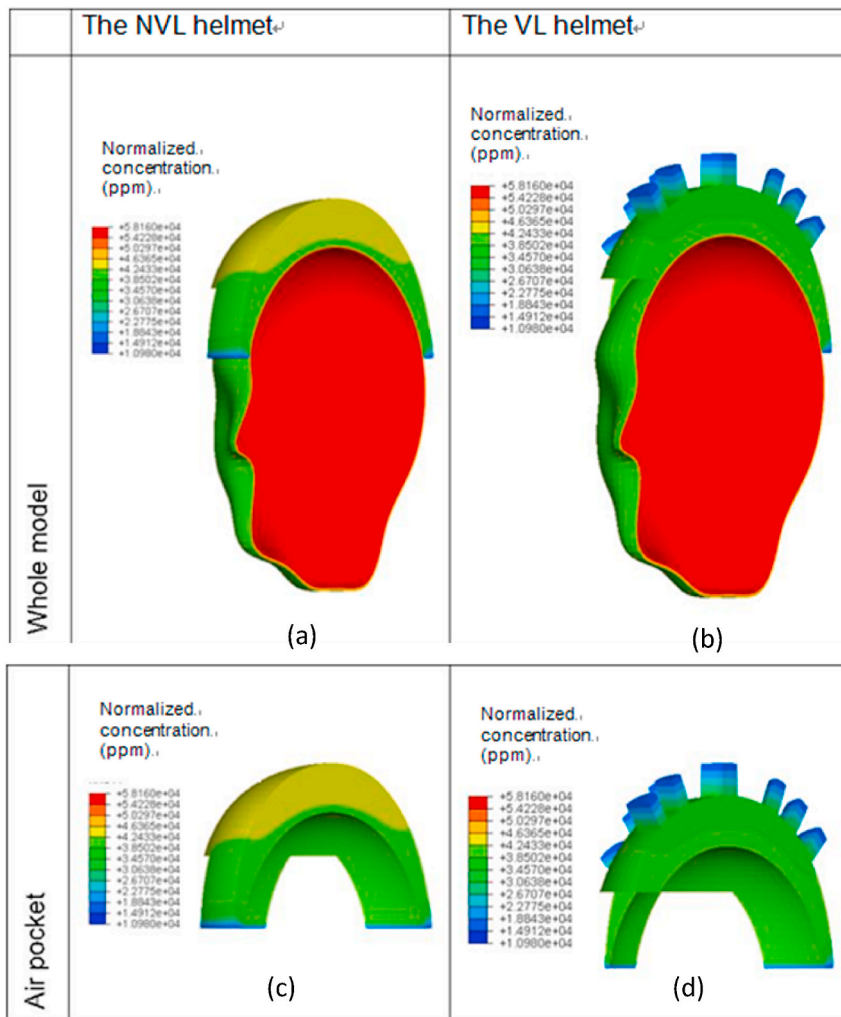 The NVL helmet↵
The VL helmet↵
Whole model
Normalized.
concentration.
(ppm).
+5.8160e+04
+5.4228e+04
+5.0297e+04
+4.6365e+04
+4.2433e+04
+3.8502e+04
+3.4570e+04
+3.0638e+04
+2.6707e+04
+2.2775e+04
+1.8843e+04
+1.4912e+04
+1.0980e+04
(a)
Normalized.
concentration.
(ppm).
+5.8160e+04
+5.4228e+04
+5.0297e+04
+4.6365e+04
+4.2433e+04
+3.8502e+04
+3.4570e+04
+3.0638e+04
+2.6707e+04
+2.2775e+04
+1.8843e+04
+1.4912e+04
+1.0980e+04
(b)
Air pocket
Normalized.
concentration.
(ppm).
+5.8160e+04
+5.4228e+04
+5.0297e+04
+4.6365e+04
+4.2433e+04
+3.8502e+04
+3.4570e+04
+3.0638e+04
+2.6707e+04
+2.2775e+04
+1.8843e+04
+1.4912e+04
+1.0980e+04
(c)
Normalized.
concentration.
(ppm).
+5.8160e+04
+5.4228e+04
+5.0297e+04
+4.6365e+04
+4.2433e+04
+3.8502e+04
+3.4570e+04
+3.0638e+04
+2.6707e+04
+2.2775e+04
+1.8843e+04
+1.4912e+04
+1.0980e+04
(d)